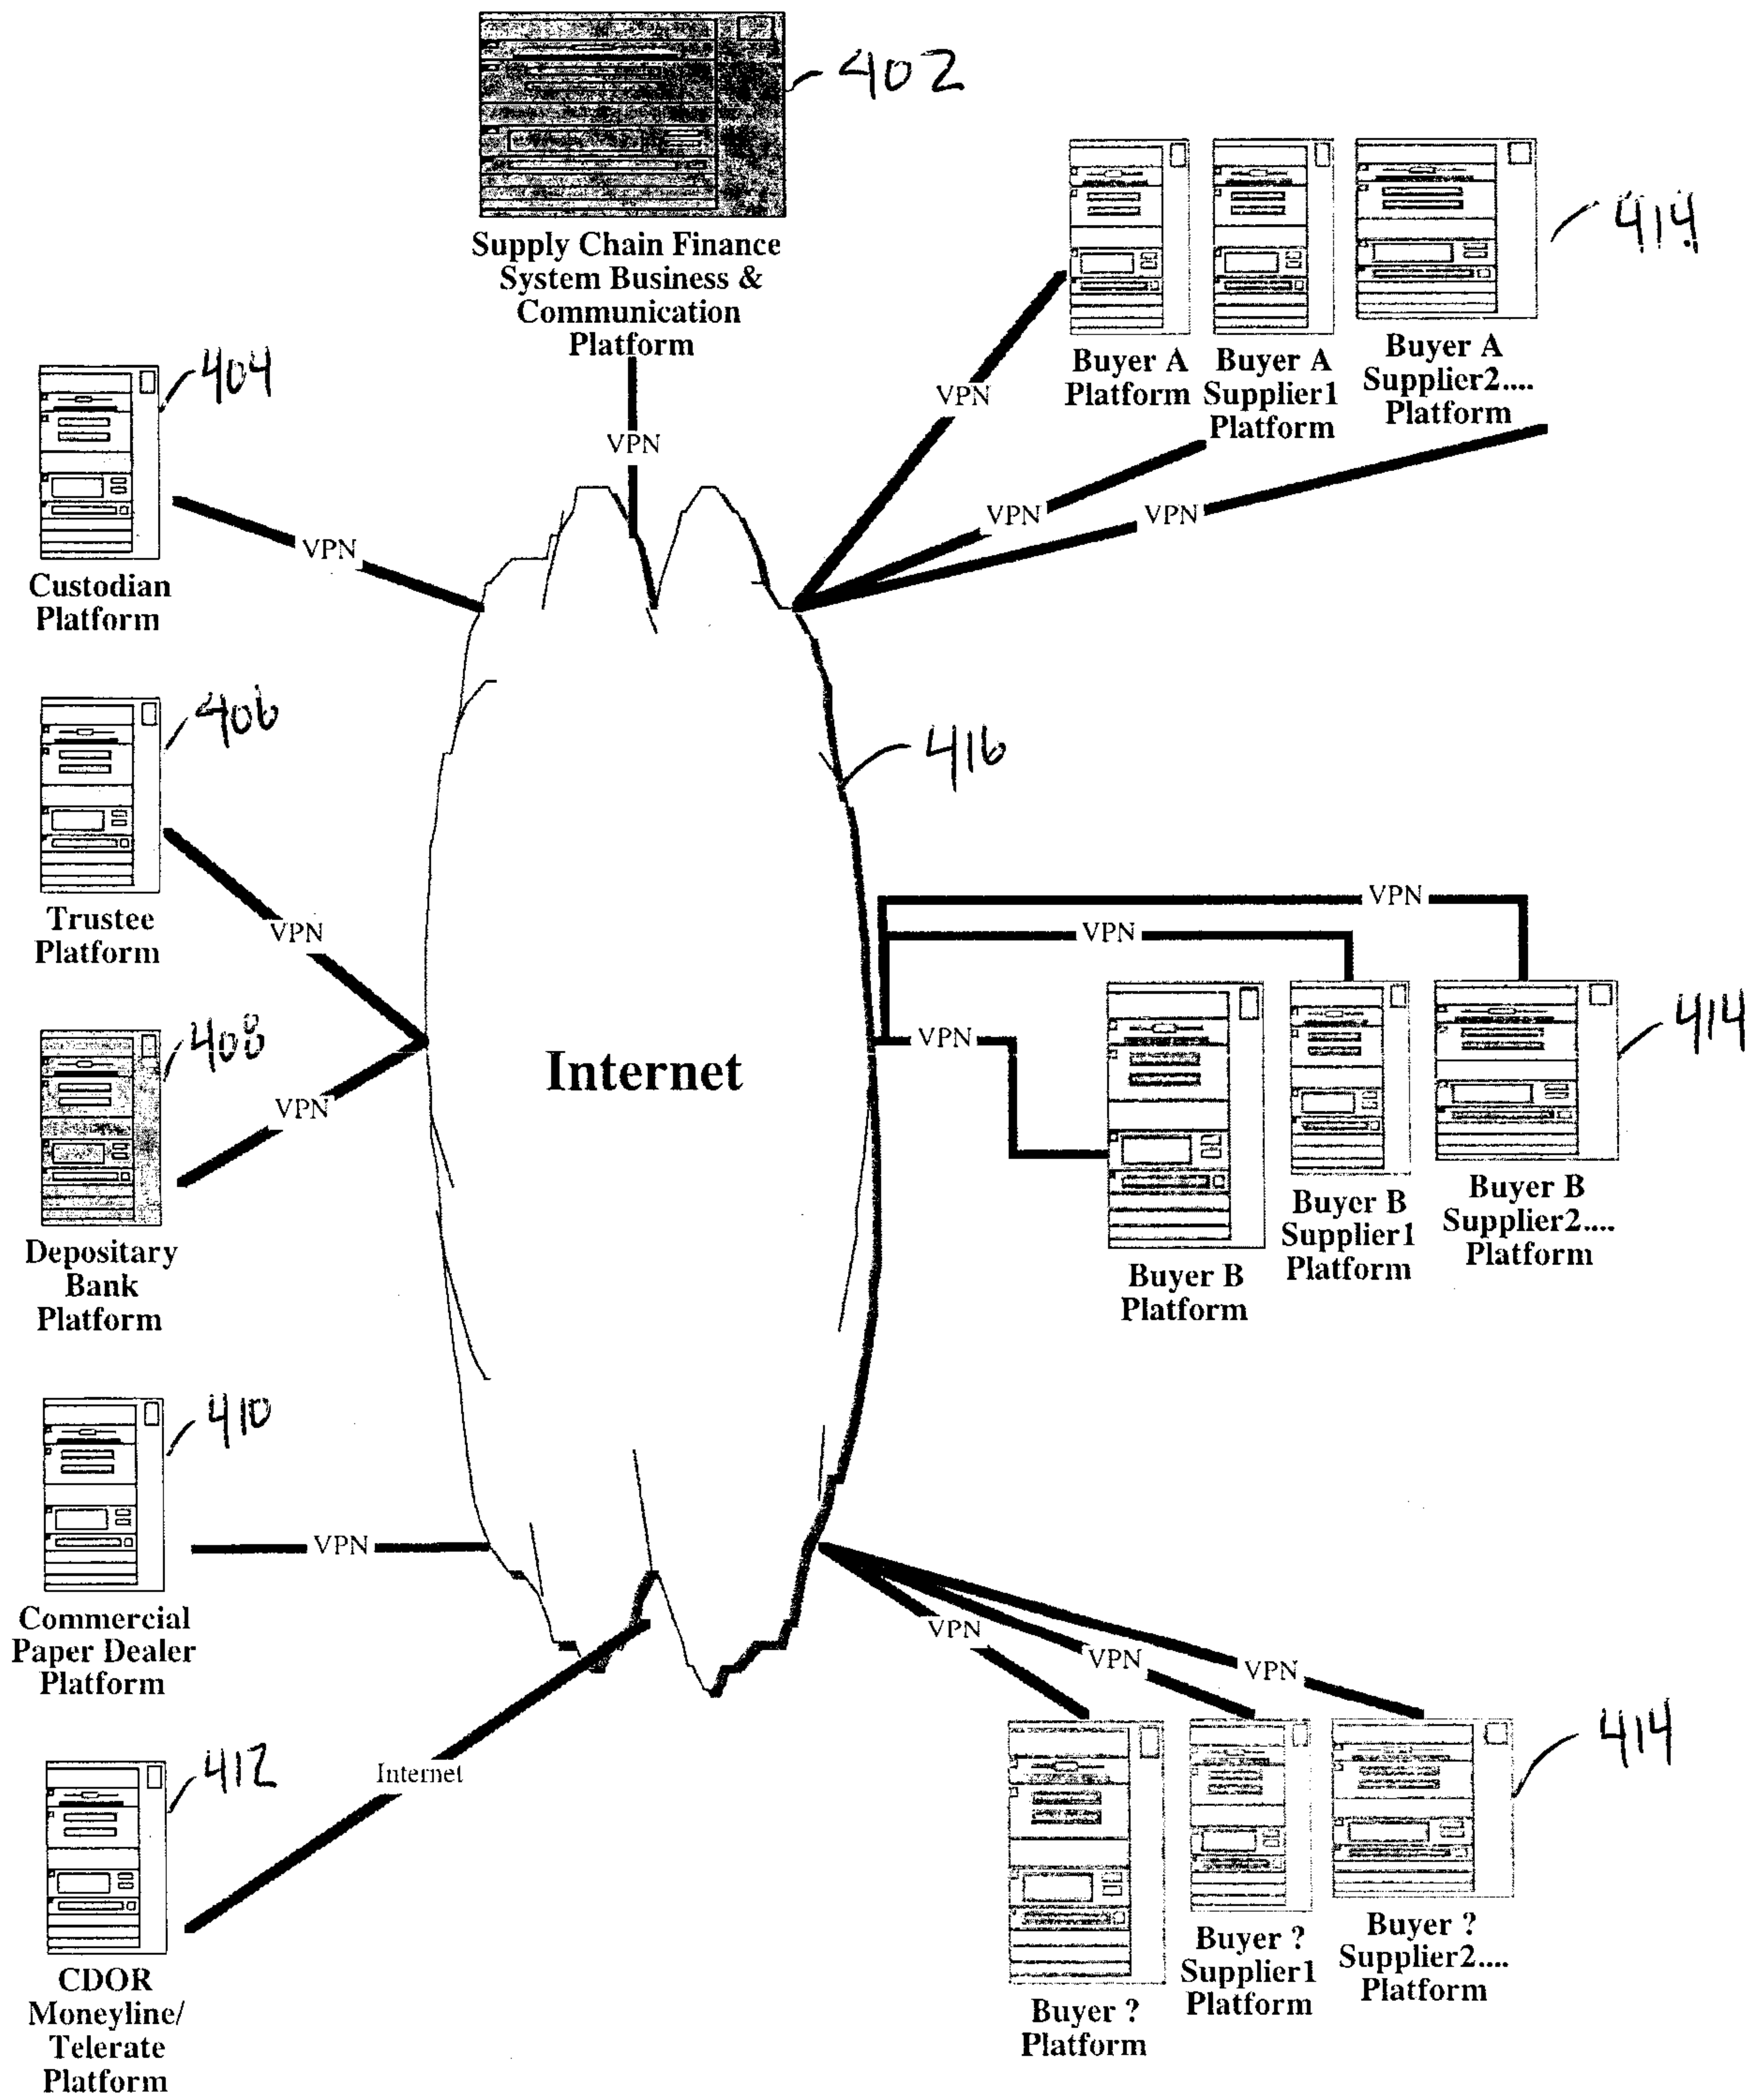 402
Supply Chain Finance
System Business &
Communication
Platform
VPN
414
Buyer A
Platform
Buyer A
Supplier1
Platform
Buyer A
Supplier2....
Platform
VPN
VPN
VPN
404
Custodian
Platform
VPN
406
Trustee
Platform
VPN
416
Internet
408
Depositary
Bank
Platform
VPN
VPN
VPN
VPN
414
Buyer B
Platform
Buyer B
Supplier1
Platform
Buyer B
Supplier2....
Platform
410
Commercial
Paper Dealer
Platform
VPN
412
CDOR
Moneyline/
Telerate
Platform
Internet
VPN
VPN
VPN
414
Buyer ?
Platform
Buyer ?
Supplier1
Platform
Buyer ?
Supplier2....
Platform